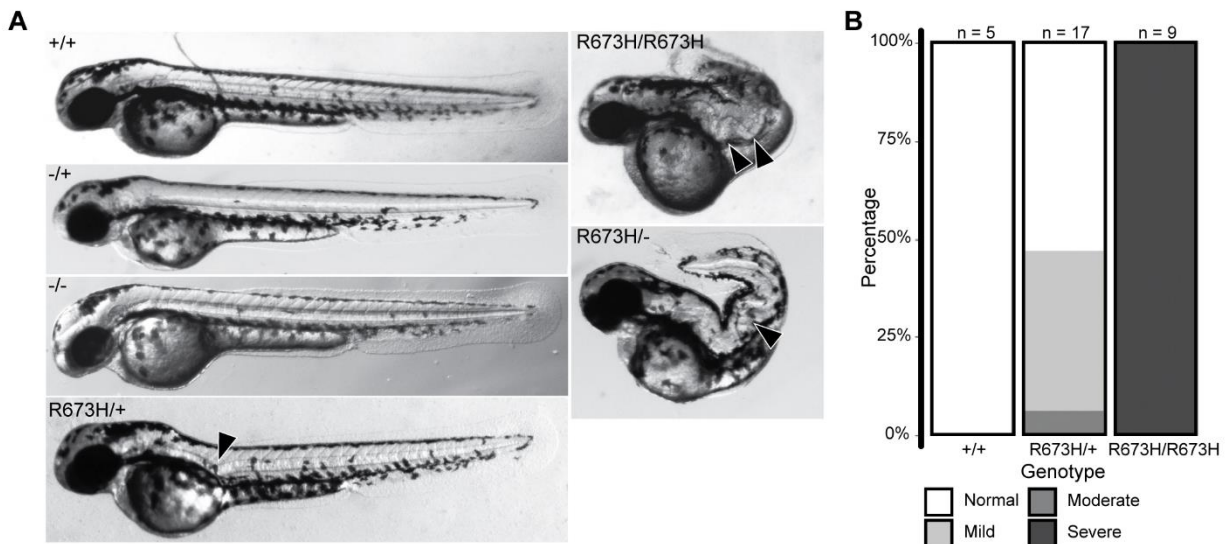 A
+/+
-/+
-/-
R673H/+
R673H/R673H
R673H/-
B
n = 5 n = 17 n = 9
100%
75%
50%
25%
0%
Percentage
+/+ R673H/+ R673H/R673H
Genotype
Normal Moderate
Mild Severe